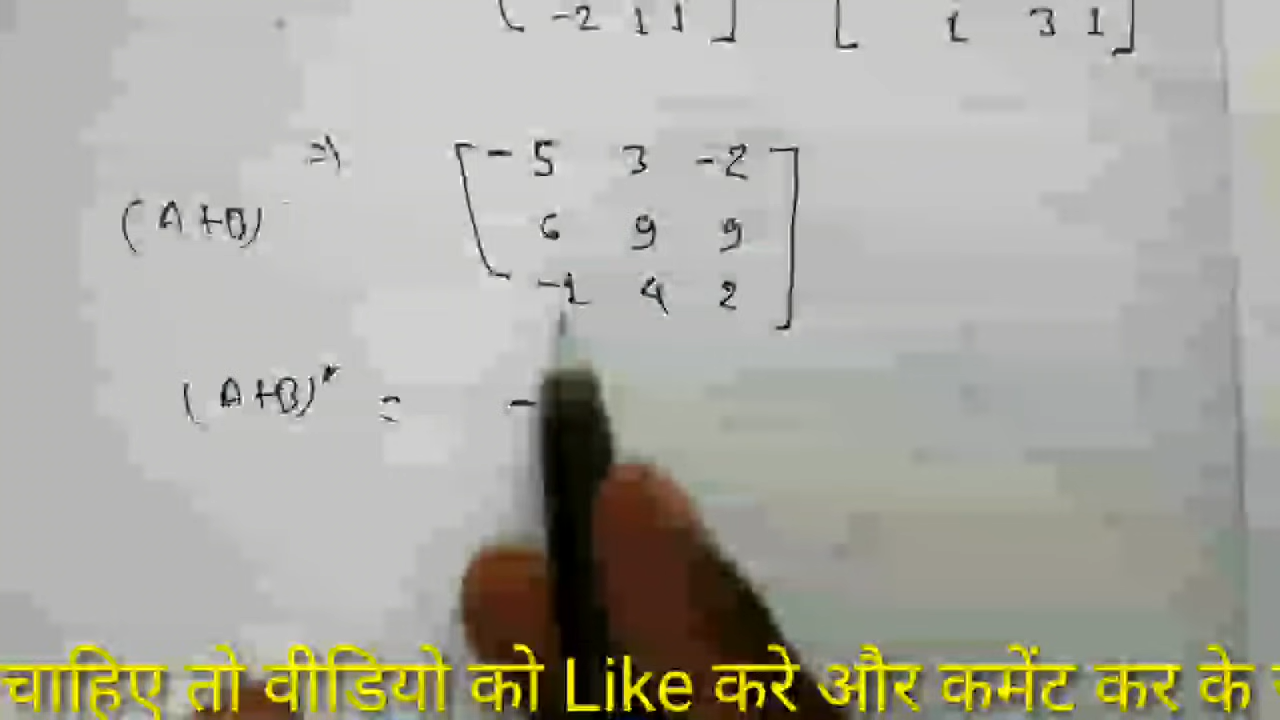 [ -2 1 1 ] [ 1 3 1 ]
⇒ [ -5 3 -2
(A+B) 6 9 9
-1 4 2 ]
(A+B)* = -
चाहिए तो वीडियो को Like करे और कमेंट कर के